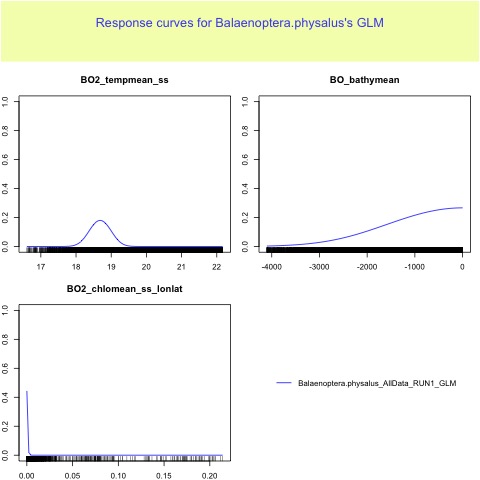 Response curves for Balaenoptera.physalus's GLM
BO2_tempmean_ss
BO_bathymean
1.0
0.8
0.6
0.4
0.2
0.0
17 18 19 20 21 22
1.0
0.8
0.6
0.4
0.2
0.0
-4000 -3000 -2000 -1000 0
BO2_chlomean_ss_lonlat
1.0
0.8
0.6
0.4
0.2
0.0
0.00 0.05 0.10 0.15 0.20
Balaenoptera.physalus_AllData_RUN1_GLM